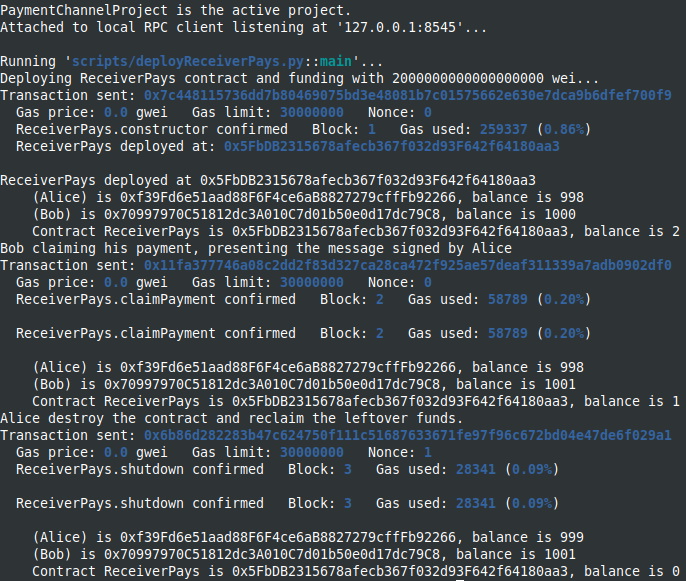 PaymentChannelProject is the active project.
Attached to local RPC client listening at '127.0.0.1:8545'...
Running 'scripts/deployReceiverPays.py::main'...
Deploying ReceiverPays contract and funding with 2000000000000000000 wei...
Transaction sent: 0x7c448115736dd7b80469075bd3e48081b7c01575662e630e7dca9b6dfef700f9
Gas price: 0.0 gwei   Gas limit: 30000000   Nonce: 0
ReceiverPays.constructor confirmed   Block: 1   Gas used: 259337 (0.86%)
ReceiverPays deployed at: 0x5FbDB2315678afecb367f032d93F642f64180aa3
ReceiverPays deployed at 0x5FbDB2315678afecb367f032d93F642f64180aa3
(Alice) is 0xf39Fd6e51aad88F6F4ce6aB8827279cffFb92266, balance is 998
(Bob) is 0x70997970C51812dc3A010C7d01b50e0d17dc79C8, balance is 1000
Contract ReceiverPays is 0x5FbDB2315678afecb367f032d93F642f64180aa3, balance is 2
Bob claiming his payment, presenting the message signed by Alice
Transaction sent: 0x11fa377746a08c2dd2f83d327ca28ca472f925ae57deaf311339a7adb0902df0
Gas price: 0.0 gwei   Gas limit: 30000000   Nonce: 0
ReceiverPays.claimPayment confirmed   Block: 2   Gas used: 58789 (0.20%)
ReceiverPays.claimPayment confirmed   Block: 2   Gas used: 58789 (0.20%)
(Alice) is 0xf39Fd6e51aad88F6F4ce6aB8827279cffFb92266, balance is 998
(Bob) is 0x70997970C51812dc3A010C7d01b50e0d17dc79C8, balance is 1001
Contract ReceiverPays is 0x5FbDB2315678afecb367f032d93F642f64180aa3, balance is 1
Alice destroy the contract and reclaim the leftover funds.
Transaction sent: 0x6b86d282283b47c624750f111c51687633671fe97f96c672bd04e47de6f029a1
Gas price: 0.0 gwei   Gas limit: 30000000   Nonce: 1
ReceiverPays.shutdown confirmed   Block: 3   Gas used: 28341 (0.09%)
ReceiverPays.shutdown confirmed   Block: 3   Gas used: 28341 (0.09%)
(Alice) is 0xf39Fd6e51aad88F6F4ce6aB8827279cffFb92266, balance is 999
(Bob) is 0x70997970C51812dc3A010C7d01b50e0d17dc79C8, balance is 1001
Contract ReceiverPays is 0x5FbDB2315678afecb367f032d93F642f64180aa3, balance is 0